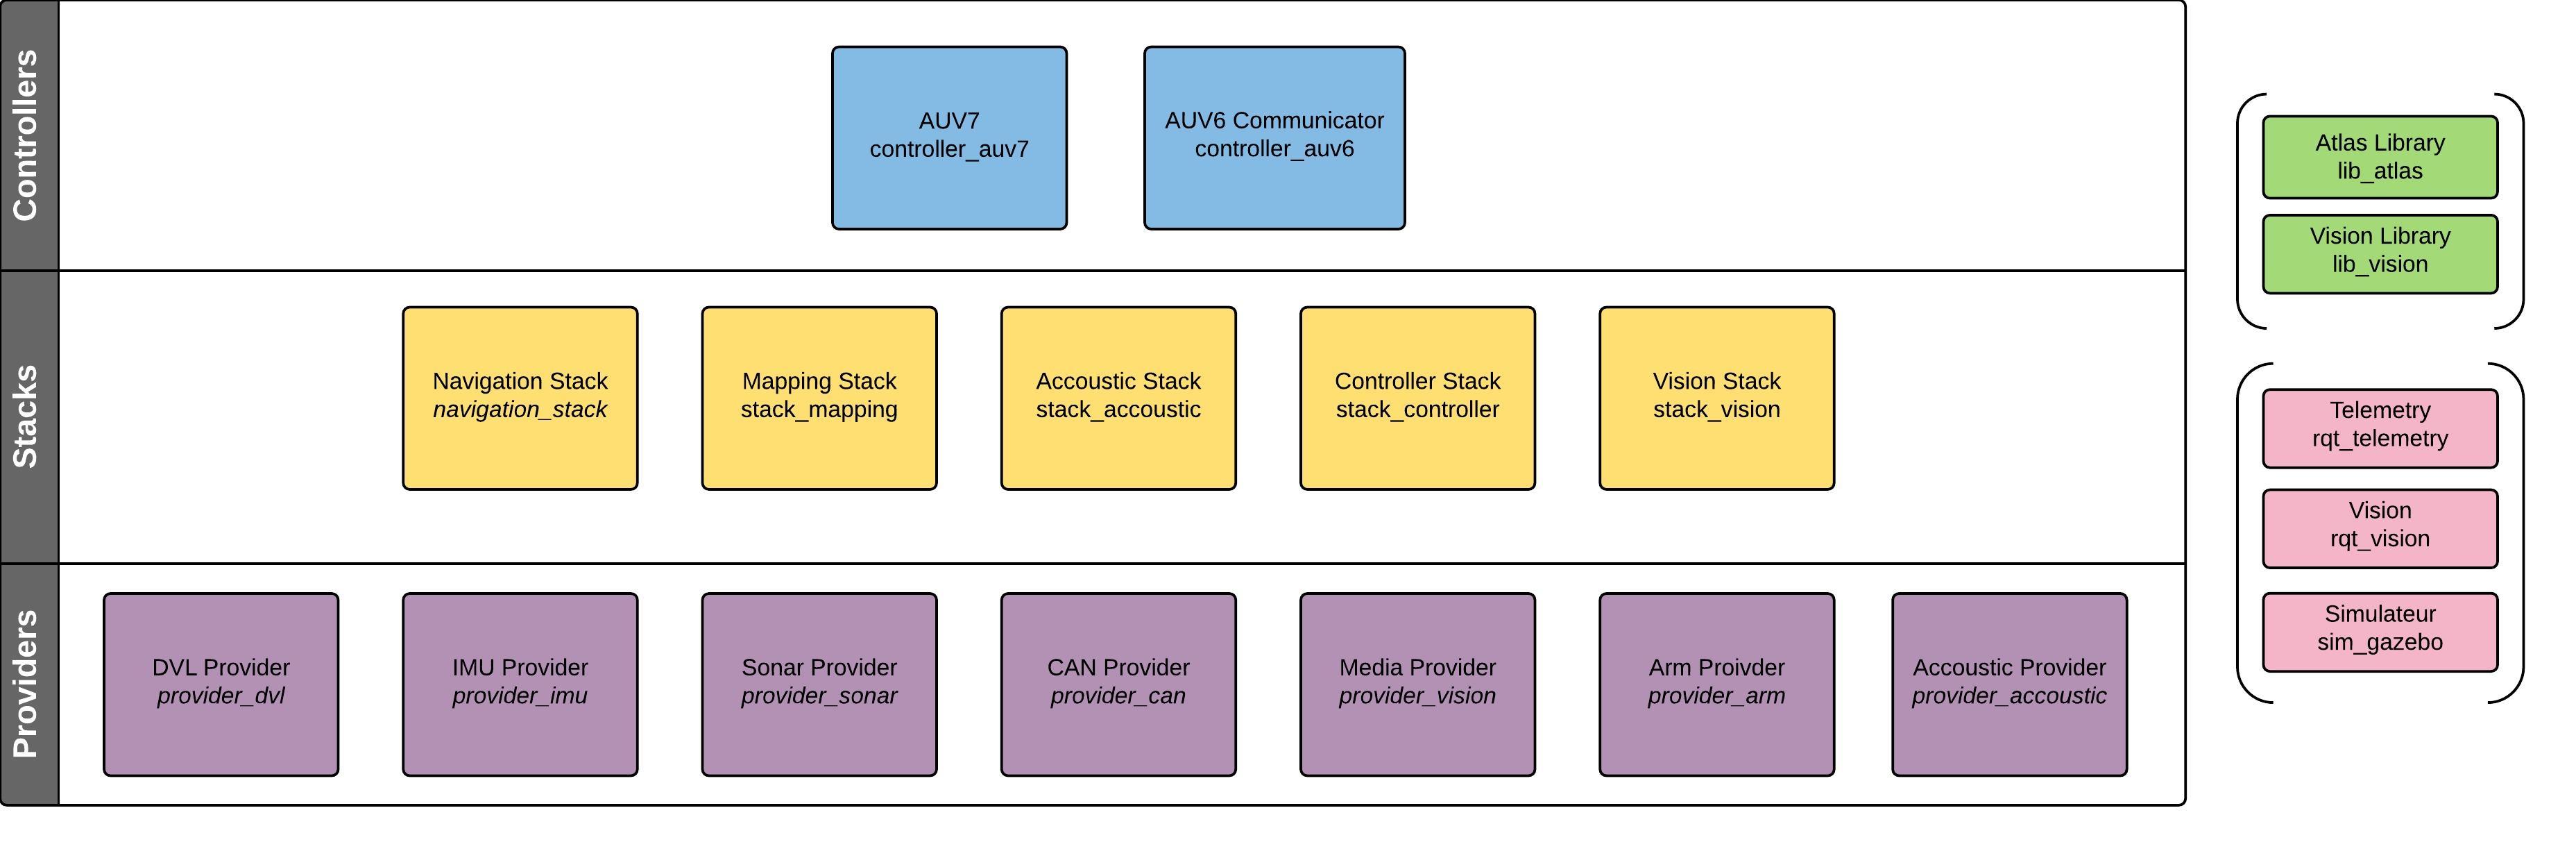 Controllers
AUV7
controller_auv7
AUV6 Communicator
controller_auv6
Stacks
Navigation Stack
navigation_stack
Mapping Stack
stack_mapping
Accoustic Stack
stack_accoustic
Controller Stack
stack_controller
Vision Stack
stack_vision
Providers
DVL Provider
provider_dvl
IMU Provider
provider_imu
Sonar Provider
provider_sonar
CAN Provider
provider_can
Media Provider
provider_vision
Arm Proivder
provider_arm
Accoustic Provider
provider_accoustic
Atlas Library
lib_atlas
Vision Library
lib_vision
Telemetry
rqt_telemetry
Vision
rqt_vision
Simulateur
sim_gazebo